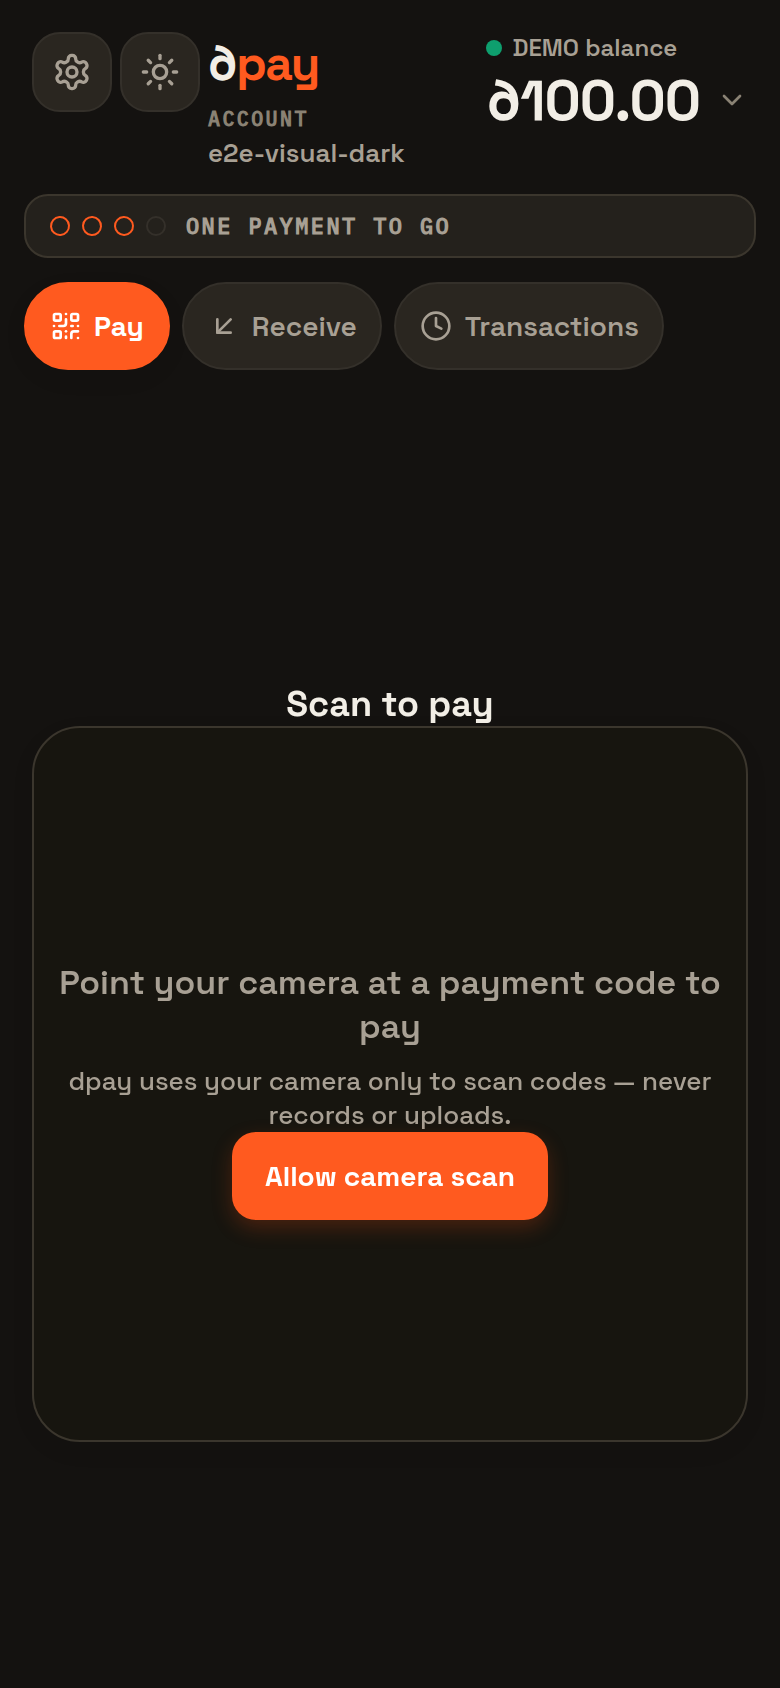 ∂pay
ACCOUNT
e2e-visual-dark
DEMO balance
∂100.00
ONE PAYMENT TO GO
Pay
Receive
Transactions
Scan to pay
Point your camera at a payment code to
pay
dpay uses your camera only to scan codes — never
records or uploads.
Allow camera scan